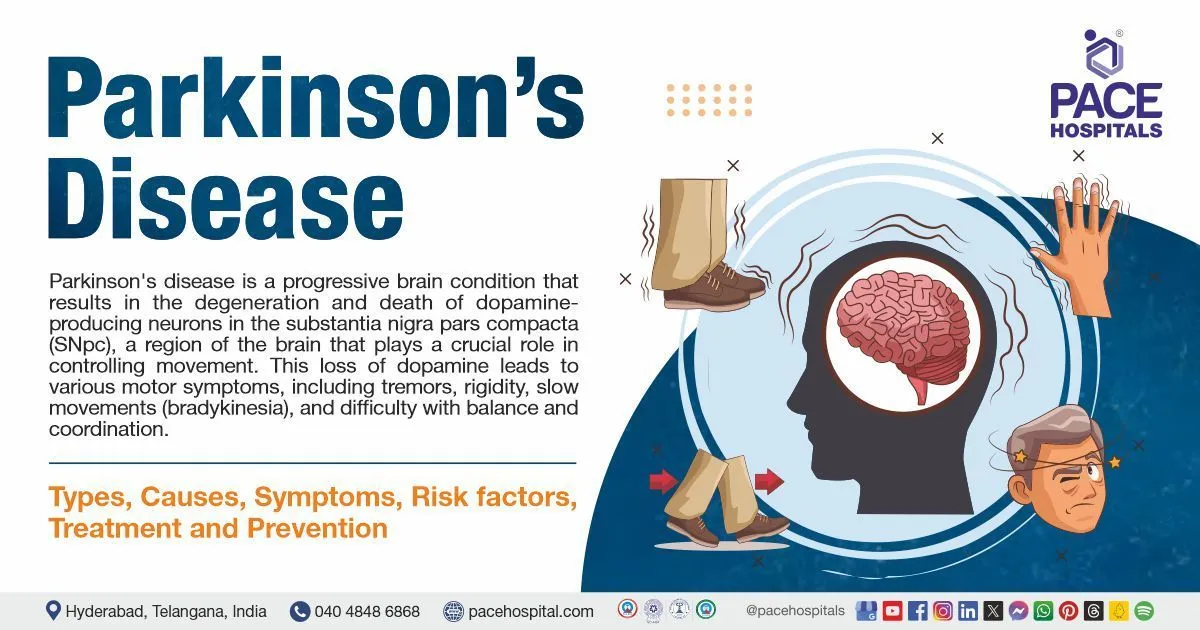 Parkinson's
Disease
Parkinson's disease is a progressive brain condition that
results in the degeneration and death of dopamine-
producing neurons in the substantia nigra pars compacta
(SNpc), a region of the brain that plays a crucial role in
controlling movement. This loss of dopamine leads to
various motor symptoms, including tremors, rigidity, slow
movements (bradykinesia), and difficulty with balance and
coordination.
Types, Causes, Symptoms, Risk factors,
Treatment and Prevention
®
PACE
HOSPITALS
Hyderabad, Telangana, India
040 4848 6868
pacehospital.com
@pacehospitals